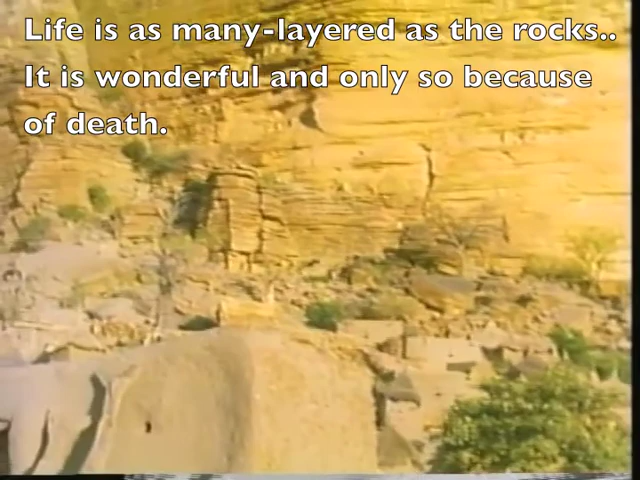 Life is as many-layered as the rocks..
It is wonderful and only so because
of death.